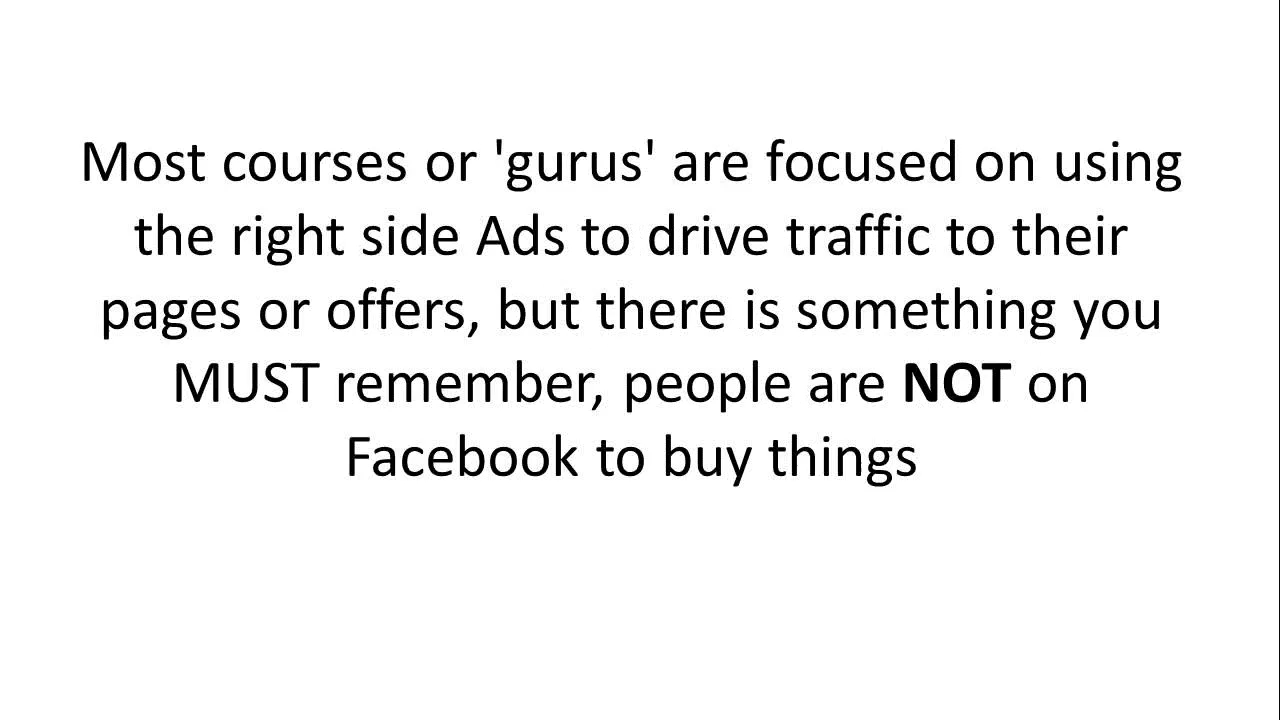 Most courses or 'gurus' are focused on using
the right side Ads to drive traffic to their
pages or offers, but there is something you
MUST remember, people are NOT on
Facebook to buy things